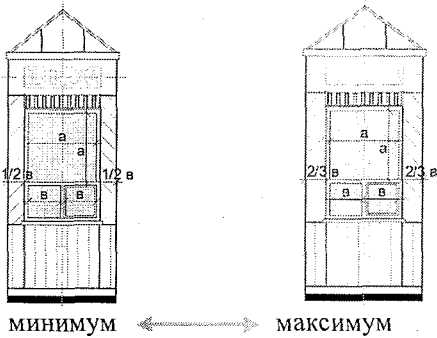 а а
а а
1/2 в 1/2 в 2/3 в 2/3 в
в в в в
минимум максимум